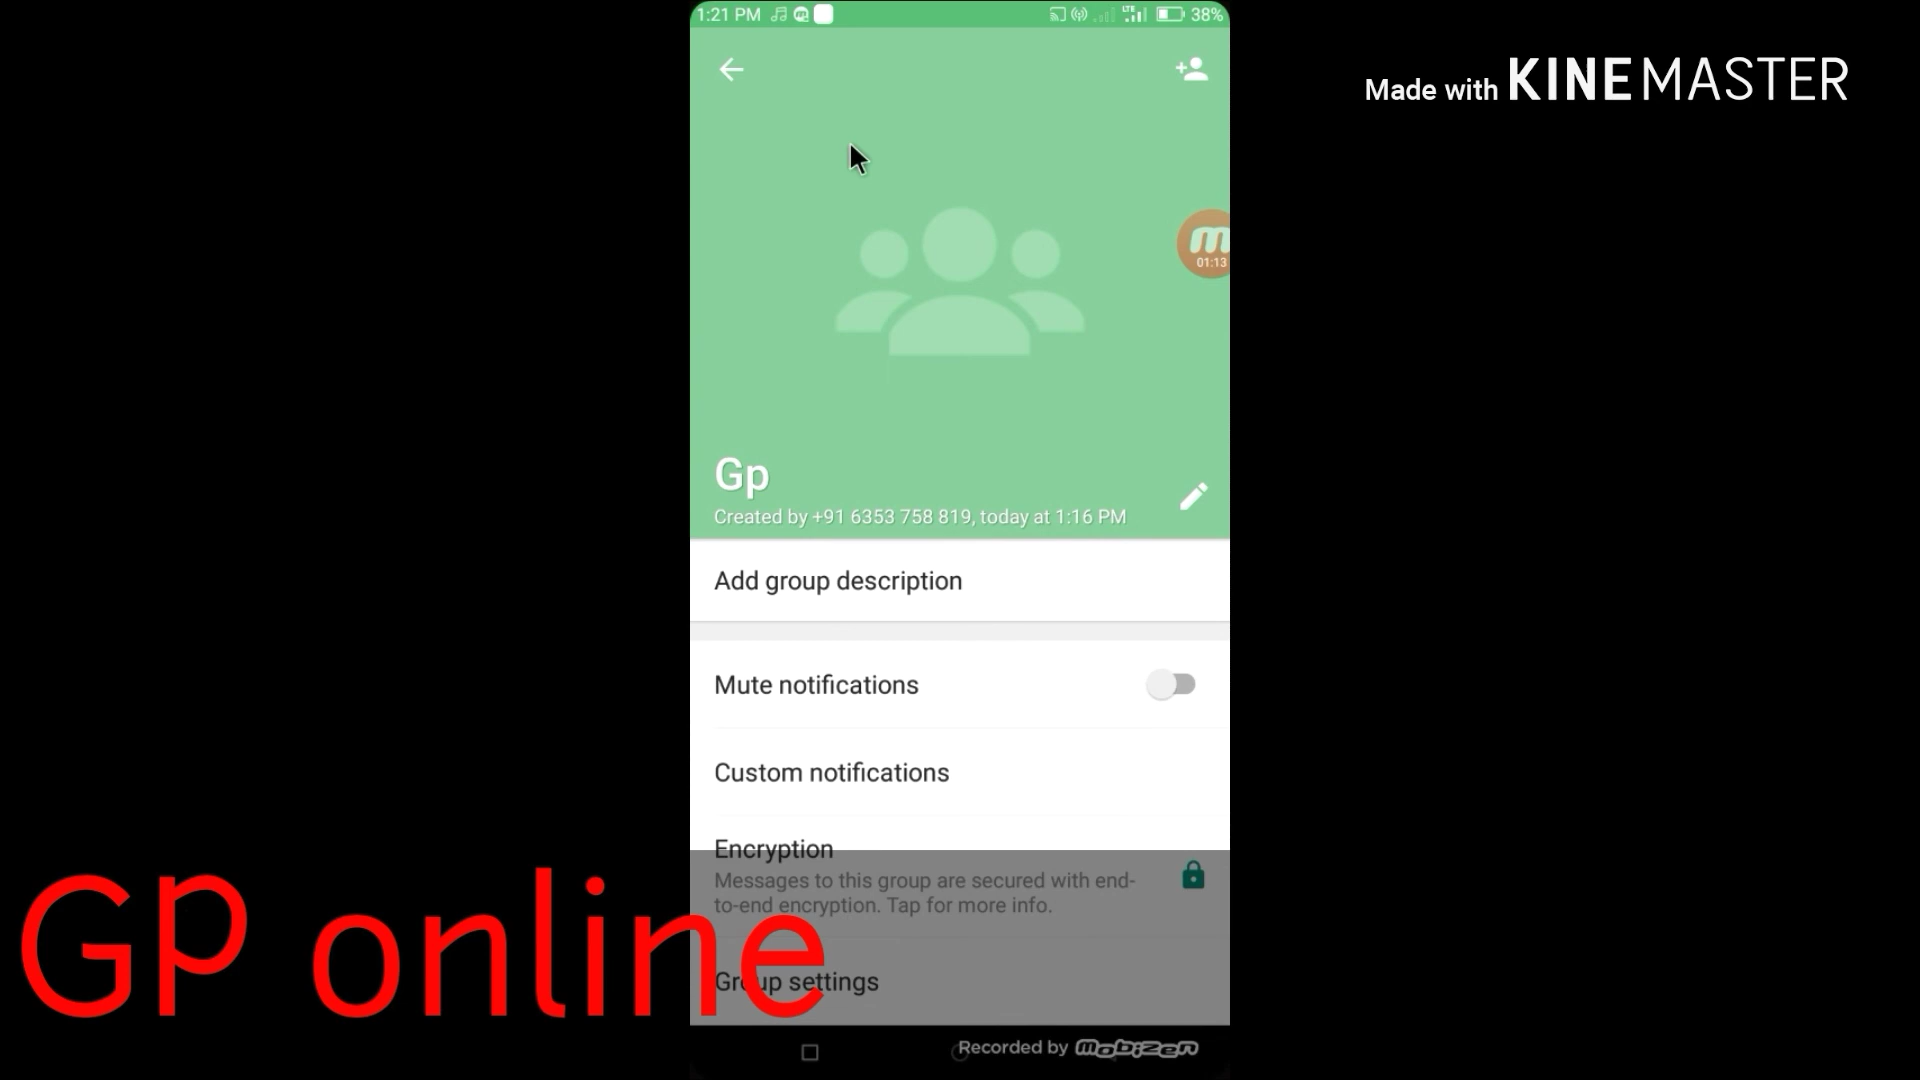 1:21 PM
LTE
38%
Made with KINEMASTER
m
01:13
Gp
Created by +91 6353 758 819, today at 1:16 PM
Add group description
Mute notifications
Custom notifications
Encryption
Messages to this group are secured with end-
to-end encryption. Tap for more info.
Group settings
GP online
Recorded by mobizen